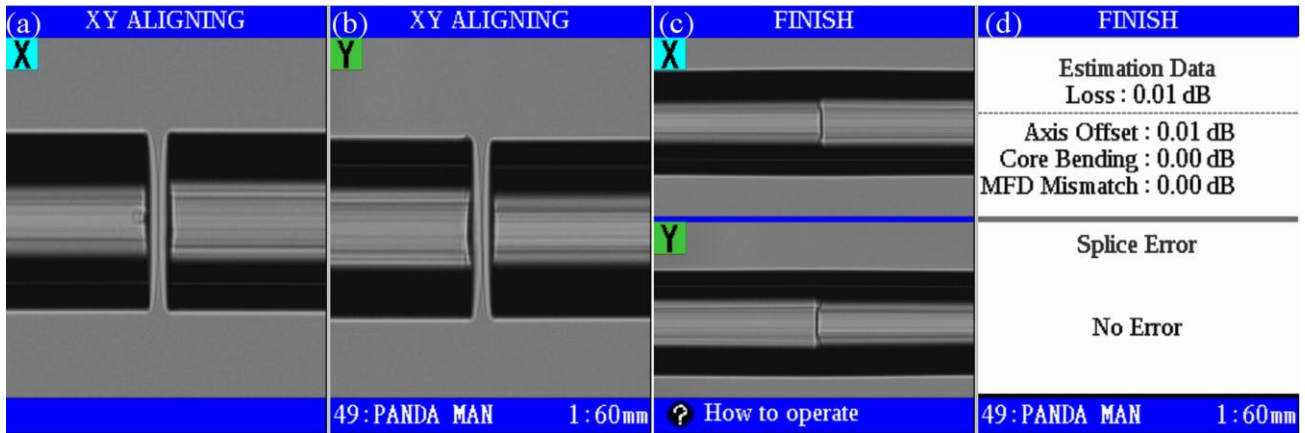 (a) XY ALIGNING
X
(b) XY ALIGNING
Y
49:PANDA MAN 1:60mm
(c) FINISH
X
Y
? How to operate
(d) FINISH
Estimation Data
Loss : 0.01 dB
Axis Offset : 0.01 dB
Core Bending : 0.00 dB
MFD Mismatch : 0.00 dB
Splice Error
No Error
49:PANDA MAN 1:60mm